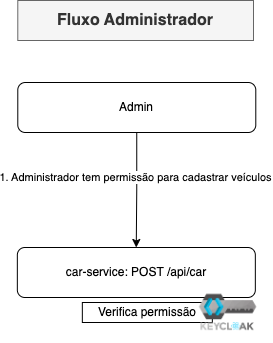 Fluxo Administrador
Admin
1. Administrador tem permissão para cadastrar veículos
car-service: POST /api/car
Verifica permissão
KEYCLOAK